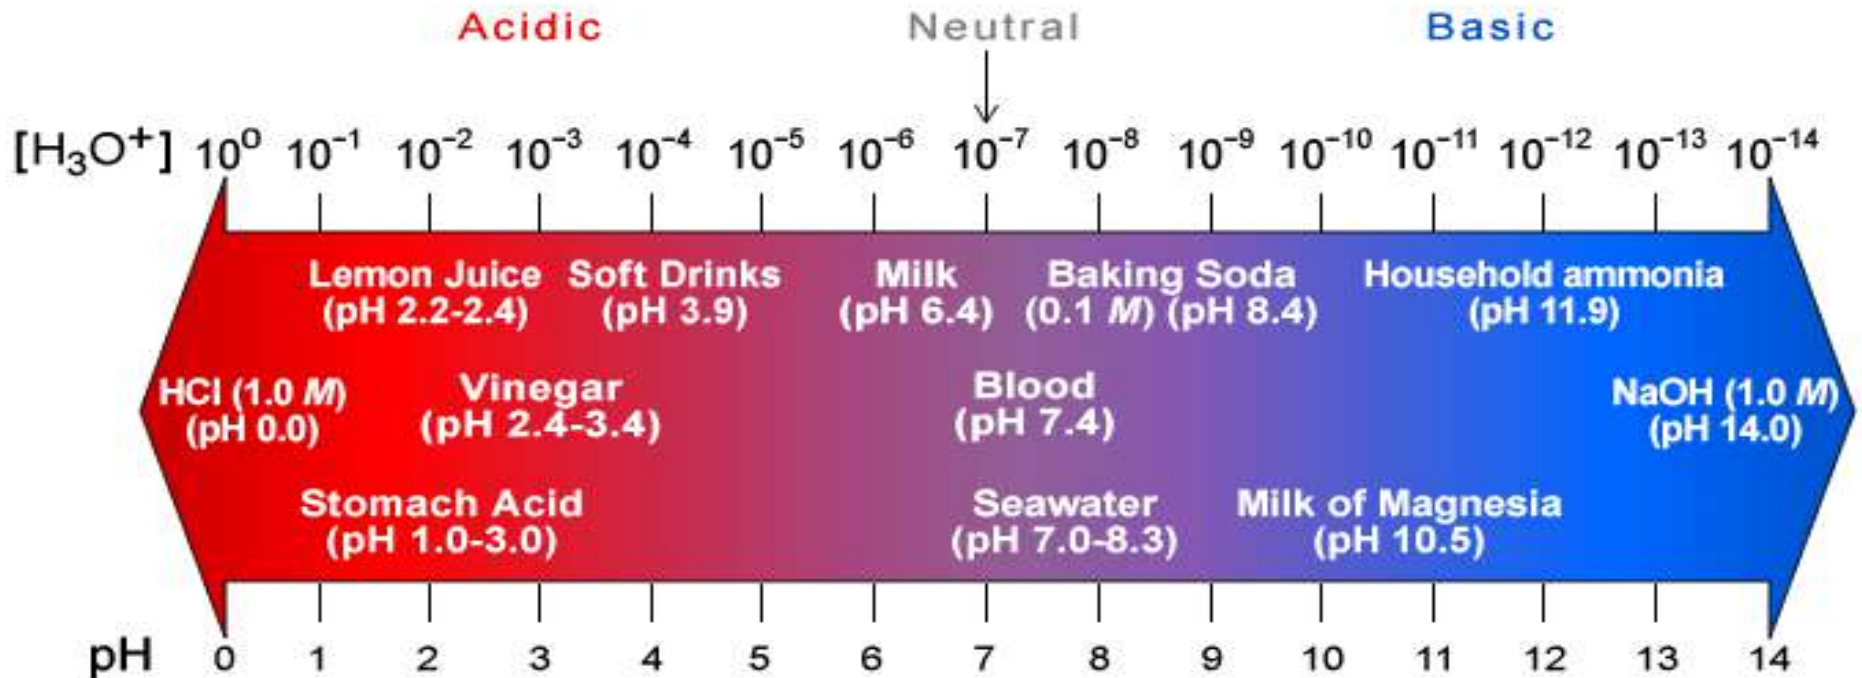 Acidic Neutral Basic
[H₃O⁺] 10⁰ 10⁻¹ 10⁻² 10⁻³ 10⁻⁴ 10⁻⁵ 10⁻⁶ 10⁻⁷ 10⁻⁸ 10⁻⁹ 10⁻¹⁰ 10⁻¹¹ 10⁻¹² 10⁻¹³ 10⁻¹⁴
Lemon Juice Soft Drinks Milk Baking Soda Household ammonia
(pH 2.2-2.4) (pH 3.9) (pH 6.4) (0.1 M) (pH 8.4) (pH 11.9)
HCl (1.0 M) Vinegar Blood NaOH (1.0 M)
(pH 0.0) (pH 2.4-3.4) (pH 7.4) (pH 14.0)
Stomach Acid Seawater Milk of Magnesia
(pH 1.0-3.0) (pH 7.0-8.3) (pH 10.5)
pH 0 1 2 3 4 5 6 7 8 9 10 11 12 13 14